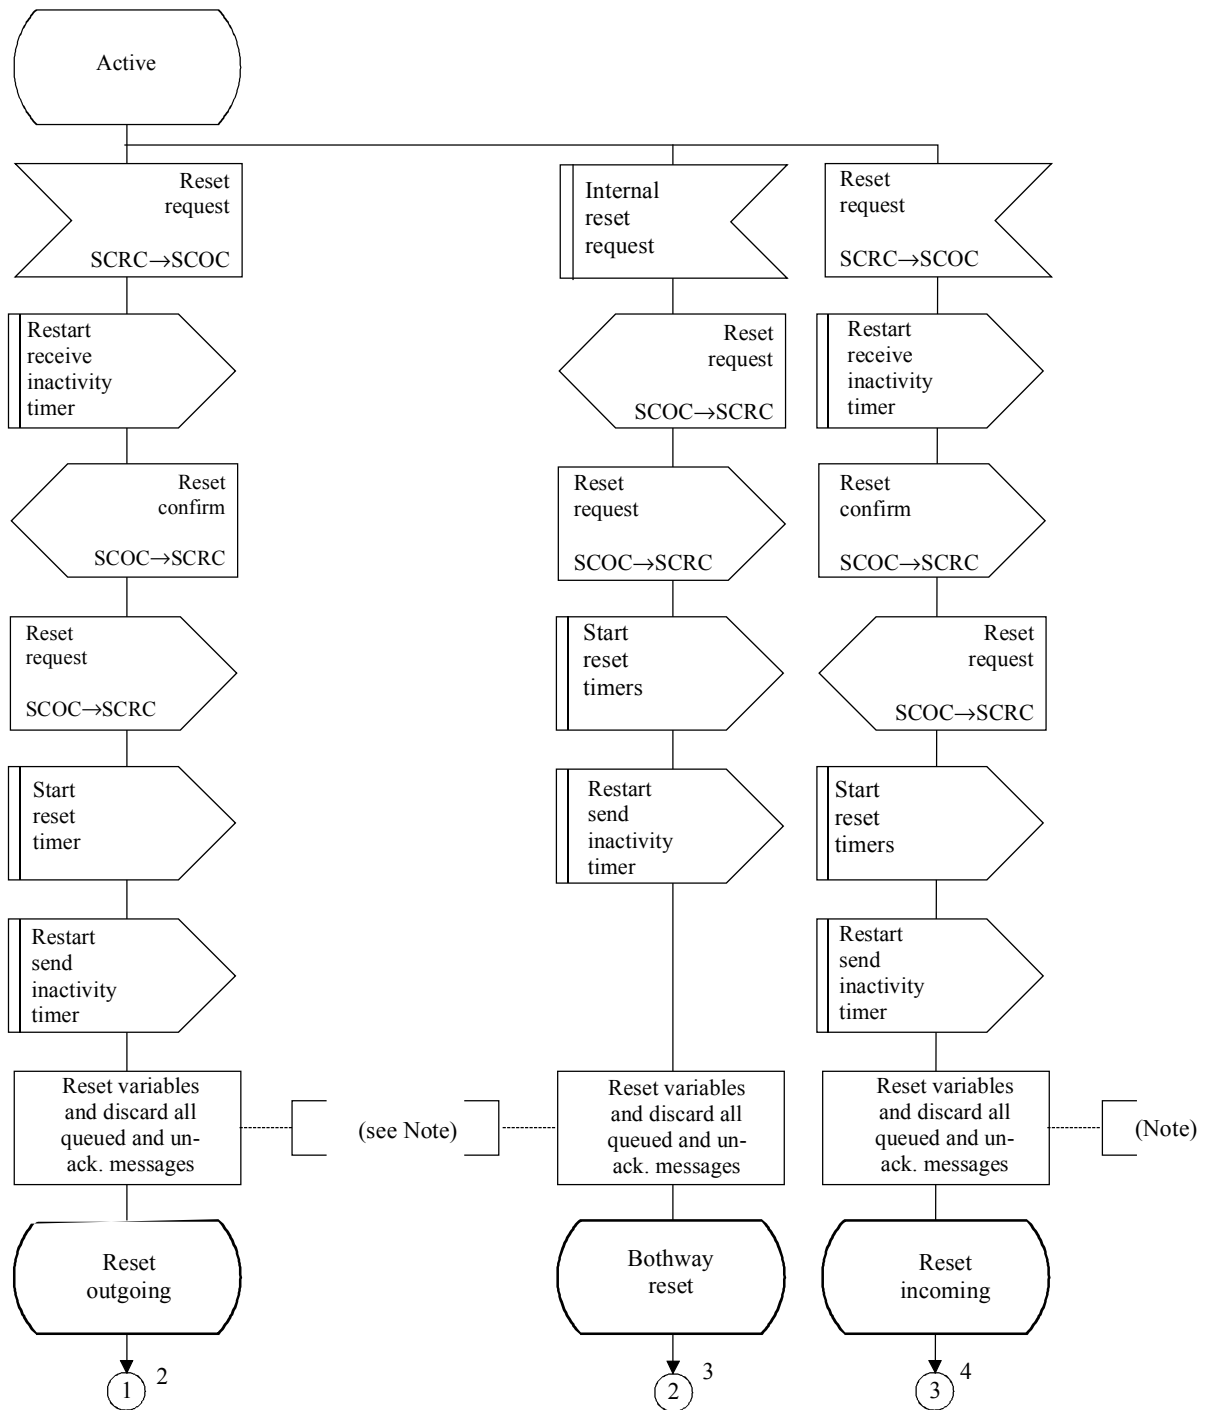 Active
Reset
request
SCRC→SCOC
Restart
receive
inactivity
timer
Reset
confirm
SCOC→SCRC
Reset
request
SCOC→SCRC
Start
reset
timer
Restart
send
inactivity
timer
Reset variables
and discard all
queued and un-
ack. messages
(see Note)
Reset
outgoing
1
2
Internal
reset
request
Reset
request
SCOC→SCRC
Reset
request
SCOC→SCRC
Start
reset
timers
Restart
send
inactivity
timer
Reset variables
and discard all
queued and un-
ack. messages
Bothway
reset
2
3
Reset
request
SCRC→SCOC
Restart
receive
inactivity
timer
Reset
confirm
SCOC→SCRC
Reset
request
SCOC→SCRC
Start
reset
timers
Restart
send
inactivity
timer
Reset variables
and discard all
queued and un-
ack. messages
(Note)
Reset
incoming
3
4